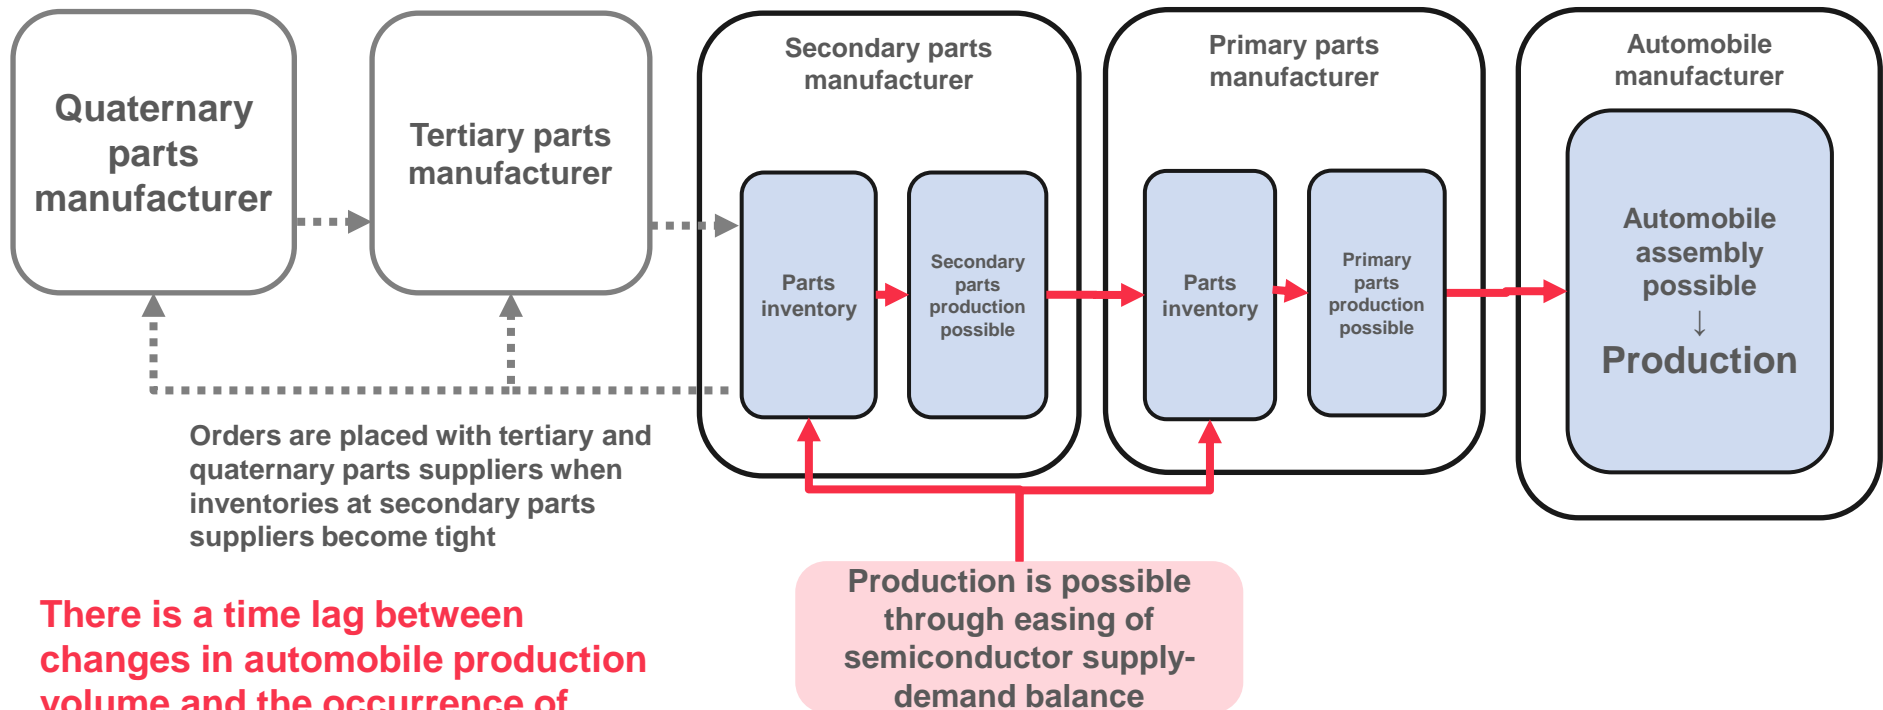 Quaternary
parts
manufacturer
Tertiary parts
manufacturer
Secondary parts
manufacturer
Parts
inventory
Secondary
parts
production
possible
Primary parts
manufacturer
Parts
inventory
Primary
parts
production
possible
Automobile
manufacturer
Automobile
assembly
possible
↓
Production
Orders are placed with tertiary and
quaternary parts suppliers when
inventories at secondary parts
suppliers become tight
Production is possible
through easing of
semiconductor supply-
demand balance
There is a time lag between
changes in automobile production
volume and the occurrence of